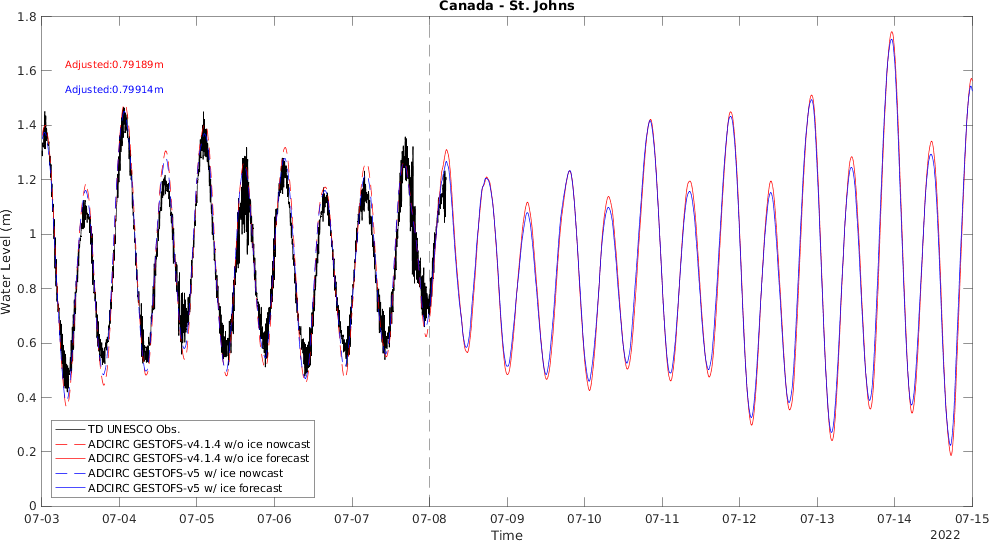 Canada - St. Johns
1.8
1.6
1.4
1.2
1
0.8
0.6
0.4
0.2
0
Water Level (m)
Adjusted:0.79189m
Adjusted:0.79914m
TD UNESCO Obs.
ADCIRC GESTOFS-v4.1.4 w/o ice nowcast
ADCIRC GESTOFS-v4.1.4 w/o ice forecast
ADCIRC GESTOFS-v5 w/ ice nowcast
ADCIRC GESTOFS-v5 w/ ice forecast
07-03 07-04 07-05 07-06 07-07 07-08 07-09 07-10 07-11 07-12 07-13 07-14 07-15
Time
2022